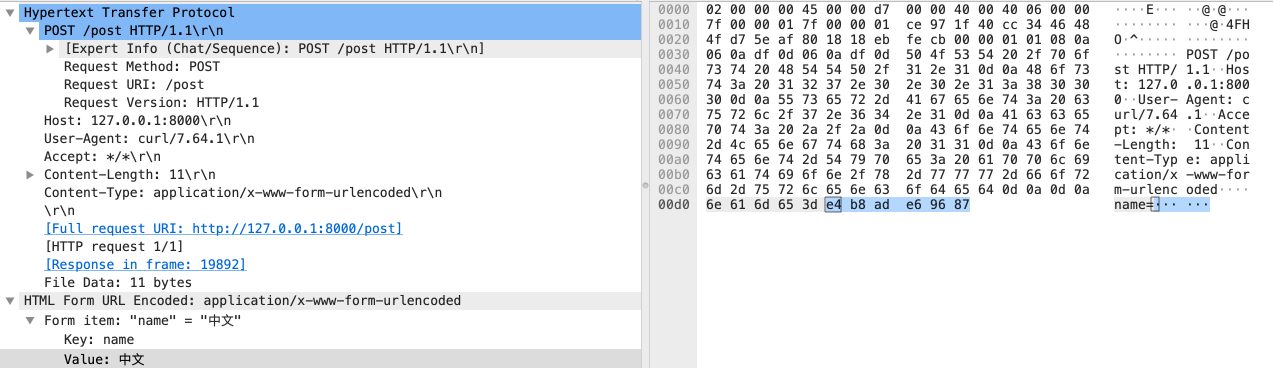 Hypertext Transfer Protocol
POST /post HTTP/1.1\r\n
[Expert Info (Chat/Sequence): POST /post HTTP/1.1\r\n]
Request Method: POST
Request URI: /post
Request Version: HTTP/1.1
Host: 127.0.0.1:8000\r\n
User-Agent: curl/7.64.1\r\n
Accept: */*\r\n
Content-Length: 11\r\n
Content-Type: application/x-www-form-urlencoded\r\n
\r\n
[Full request URI: http://127.0.0.1:8000/post]
[HTTP request 1/1]
[Response in frame: 19892]
File Data: 11 bytes
HTML Form URL Encoded: application/x-www-form-urlencoded
Form item: "name" = "中文"
Key: name
Value: 中文
0000 02 00 00 00 45 00 00 d7 00 00 40 00 40 06 00 00 ····E··· ··@·@···
0010 7f 00 00 01 7f 00 00 01 ce 97 1f 40 cc 34 46 48 ········ ···@·4FH
0020 4f d7 5e af 80 18 18 eb fe cb 00 00 01 01 08 0a O·^····· ········
0030 06 0a df 0d 06 0a df 0d 50 4f 53 54 20 2f 70 6f ········ POST /po
0040 73 74 20 48 54 54 50 2f 31 2e 31 0d 0a 48 6f 73 st HTTP/ 1.1··Hos
0050 74 3a 20 31 32 37 2e 30 2e 30 2e 31 3a 38 30 30 t: 127.0 .0.1:800
0060 30 0d 0a 55 73 65 72 2d 41 67 65 6e 74 3a 20 63 0··User- Agent: c
0070 75 72 6c 2f 37 2e 36 34 2e 31 0d 0a 41 63 63 65 url/7.64 .1··Acce
0080 70 74 3a 20 2a 2f 2a 0d 0a 43 6f 6e 74 65 6e 74 pt: */*· ·Content
0090 2d 4c 65 6e 67 74 68 3a 20 31 31 0d 0a 43 6f 6e -Length: 11··Con
00a0 74 65 6e 74 2d 54 79 70 65 3a 20 61 70 70 6c 69 tent-Typ e: appli
00b0 63 61 74 69 6f 6e 2f 78 2d 77 77 77 2d 66 6f 72 cation/x -www-for
00c0 6d 2d 75 72 6c 65 6e 63 6f 64 65 64 0d 0a 0d 0a m-urlenc oded····
00d0 6e 61 6d 65 3d e4 b8 ad e6 96 87 name=··· ···